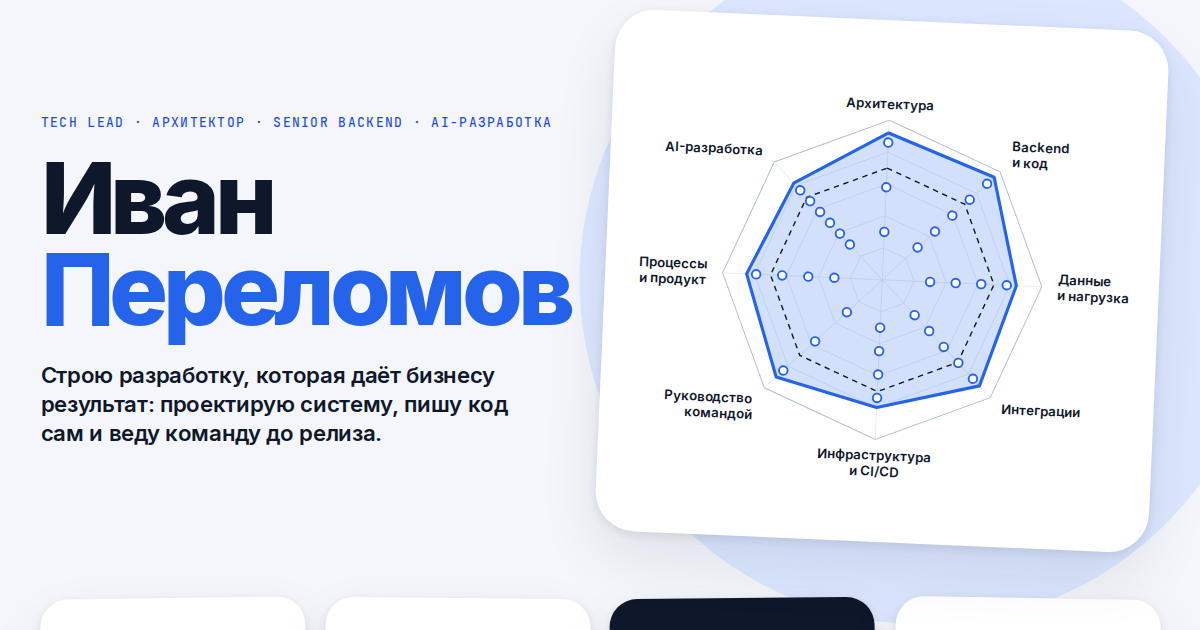 TECH LEAD · АРХИТЕКТОР · SENIOR BACKEND · AI-РАЗРАБОТКА
Иван
Переломов
Строю разработку, которая даёт бизнесу
результат: проектирую систему, пишу код
сам и веду команду до релиза.
Архитектура
Backend
и код
Данные
и нагрузка
Интеграции
Инфраструктура
и CI/CD
Руководство
командой
Процессы
и продукт
AI-разработка